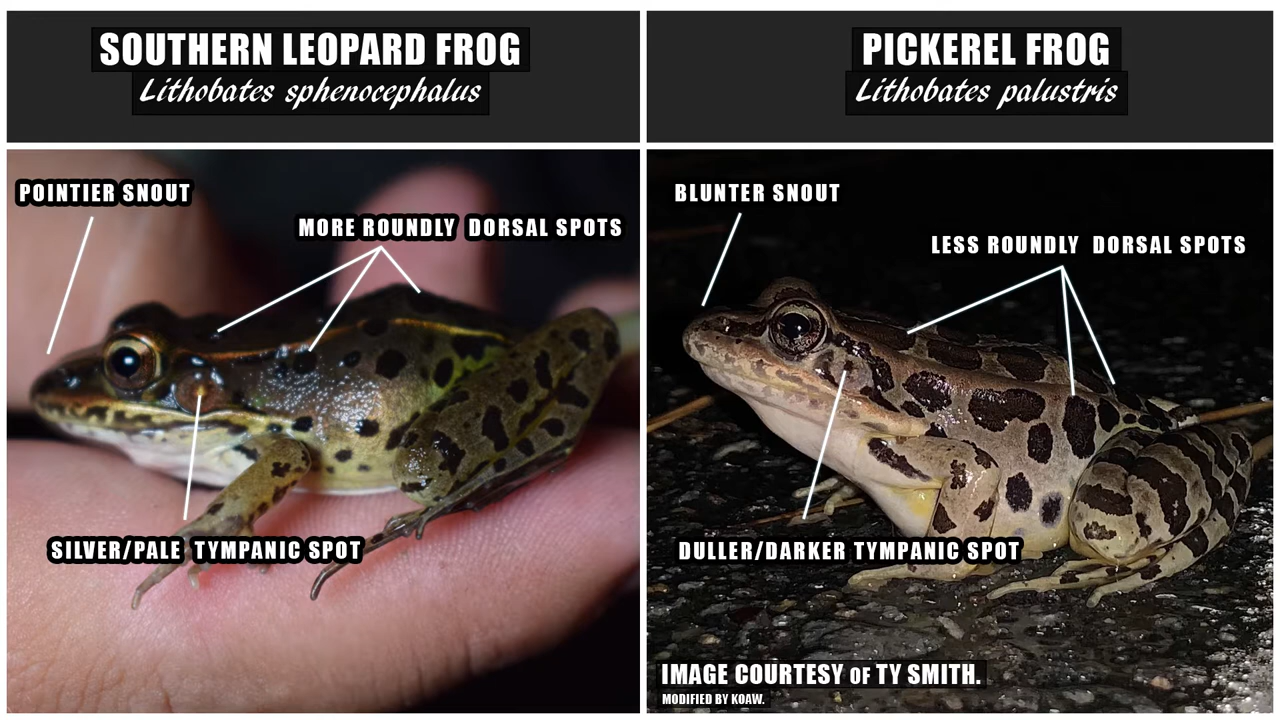 SOUTHERN LEOPARD FROG
Lithobates sphenocephalus
POINTIER SNOUT
MORE ROUNDLY DORSAL SPOTS
SILVER/PALE TYMPANIC SPOT
PICKEREL FROG
Lithobates palustris
BLUNTER SNOUT
LESS ROUNDLY DORSAL SPOTS
DULLER/DARKER TYMPANIC SPOT
IMAGE COURTESY OF TY SMITH.
MODIFIED BY KOAW.